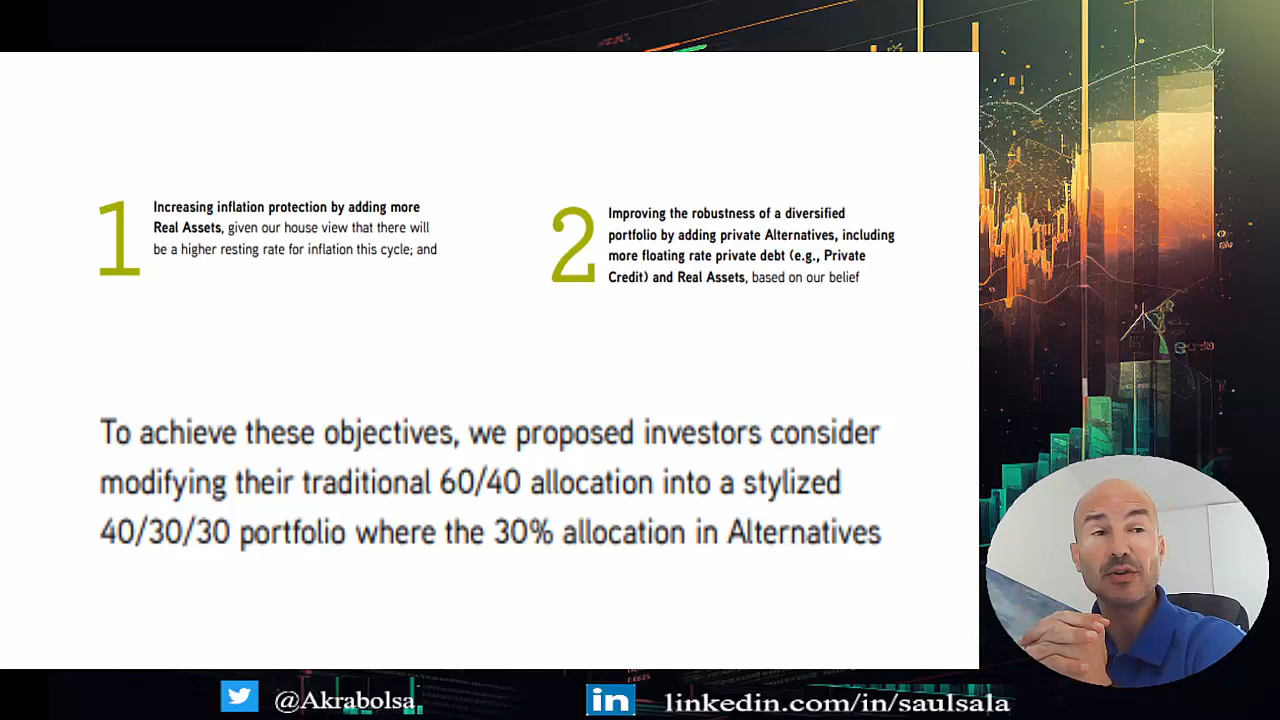 1
Increasing inflation protection by adding more
Real Assets, given our house view that there will
be a higher resting rate for inflation this cycle; and
2
Improving the robustness of a diversified
portfolio by adding private Alternatives, including
more floating rate private debt (e.g., Private
Credit) and Real Assets, based on our belief
To achieve these objectives, we proposed investors consider
modifying their traditional 60/40 allocation into a stylized
40/30/30 portfolio where the 30% allocation in Alternatives
@Akrabolsa
in
linkedin.com/in/saulsala